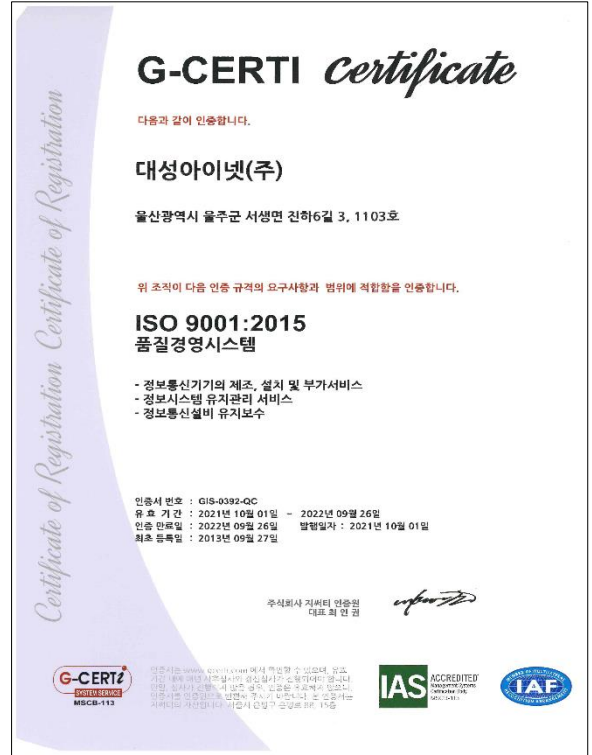 G-CERTI Certificate
다음과 같이 인증합니다.
대성아이넷(주)
울산광역시 울주군 서생면 진하6길 3, 1103호
위 조직이 다음 인증 규격의 요구사항과 범위에 적합함을 인증합니다.
ISO 9001:2015
품질경영시스템
- 정보통신기기의 제조, 설치 및 부가서비스
- 정보시스템 유지관리 서비스
- 정보통신설비 유지보수
인증서 번호 : GIS-0392-QC
유 효 기 간 : 2021년 10월 01일 - 2022년 09월 26일
인증 만료일 : 2022년 09월 26일 발행일자 : 2021년 10월 01일
최초 등록일 : 2013년 09월 27일
주식회사 지써티 인증원
대표 최 인 권
Certificate of Registration Certificate of Registration
G-CERTi
SYSTEM SERVICE
MSCB-113
IAS ACCREDITED
Management Systems
Certification Body
MSCB-113
IAF